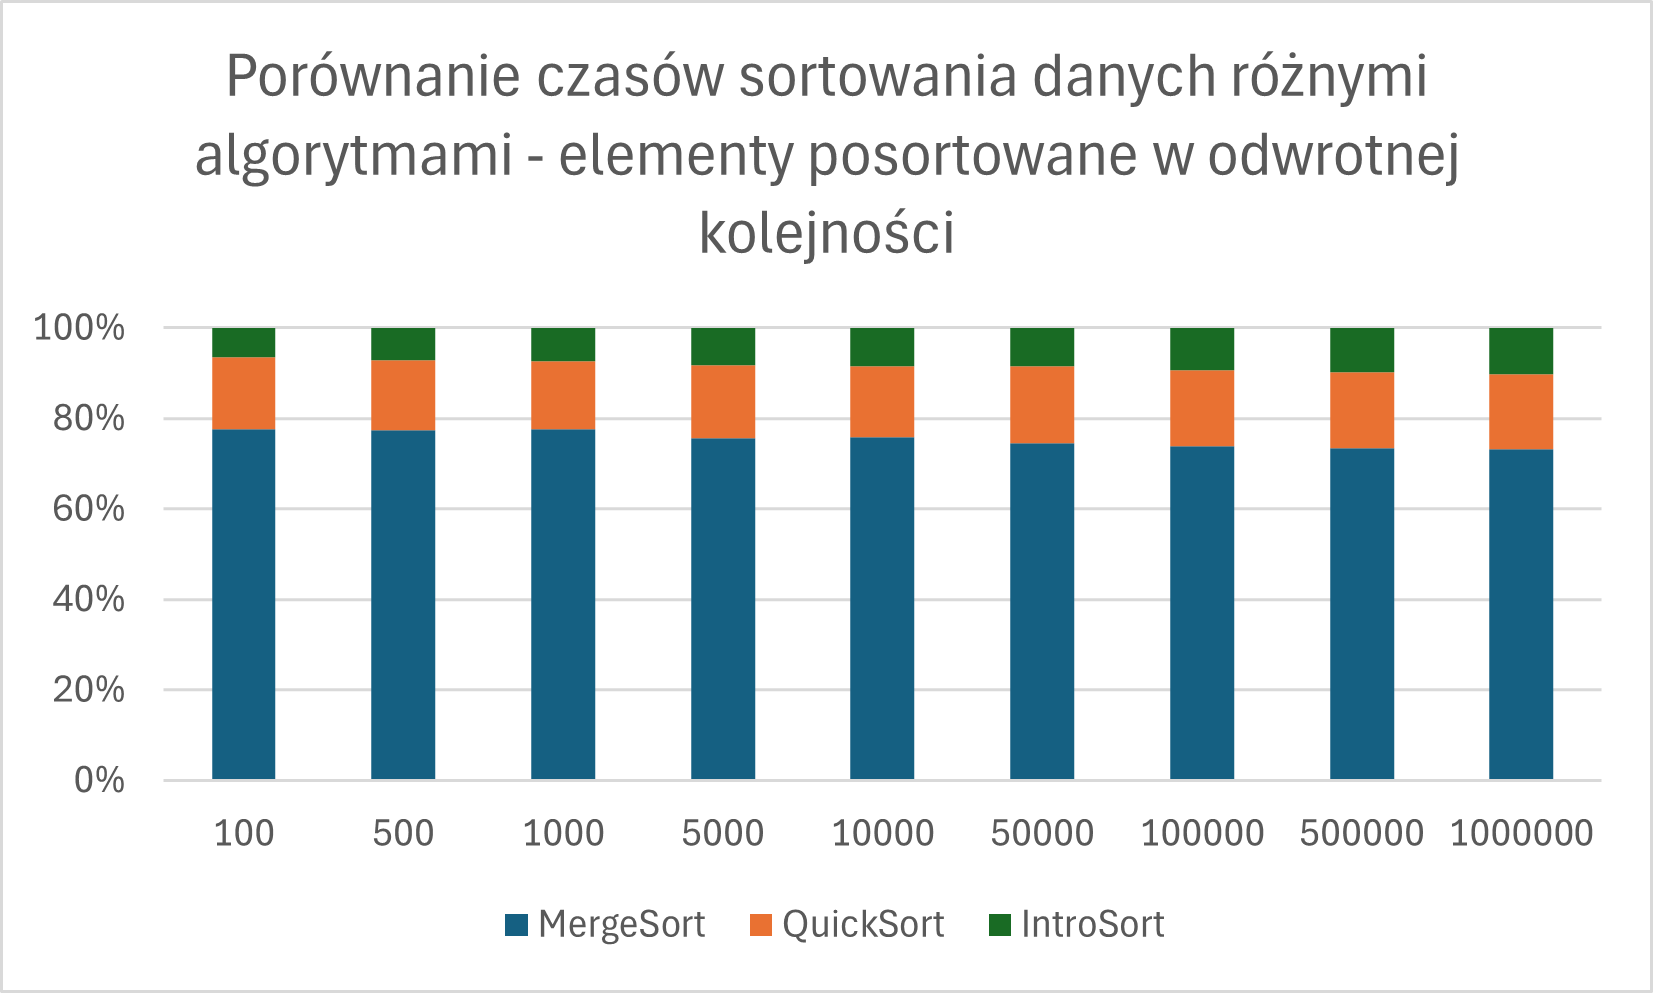 Porównanie czasów sortowania danych różnymi
algorytmami - elementy posortowane w odwrotnej
kolejności
100%
80%
60%
40%
20%
0%
100 500 1000 5000 10000 50000 100000 500000 1000000
MergeSort QuickSort IntroSort